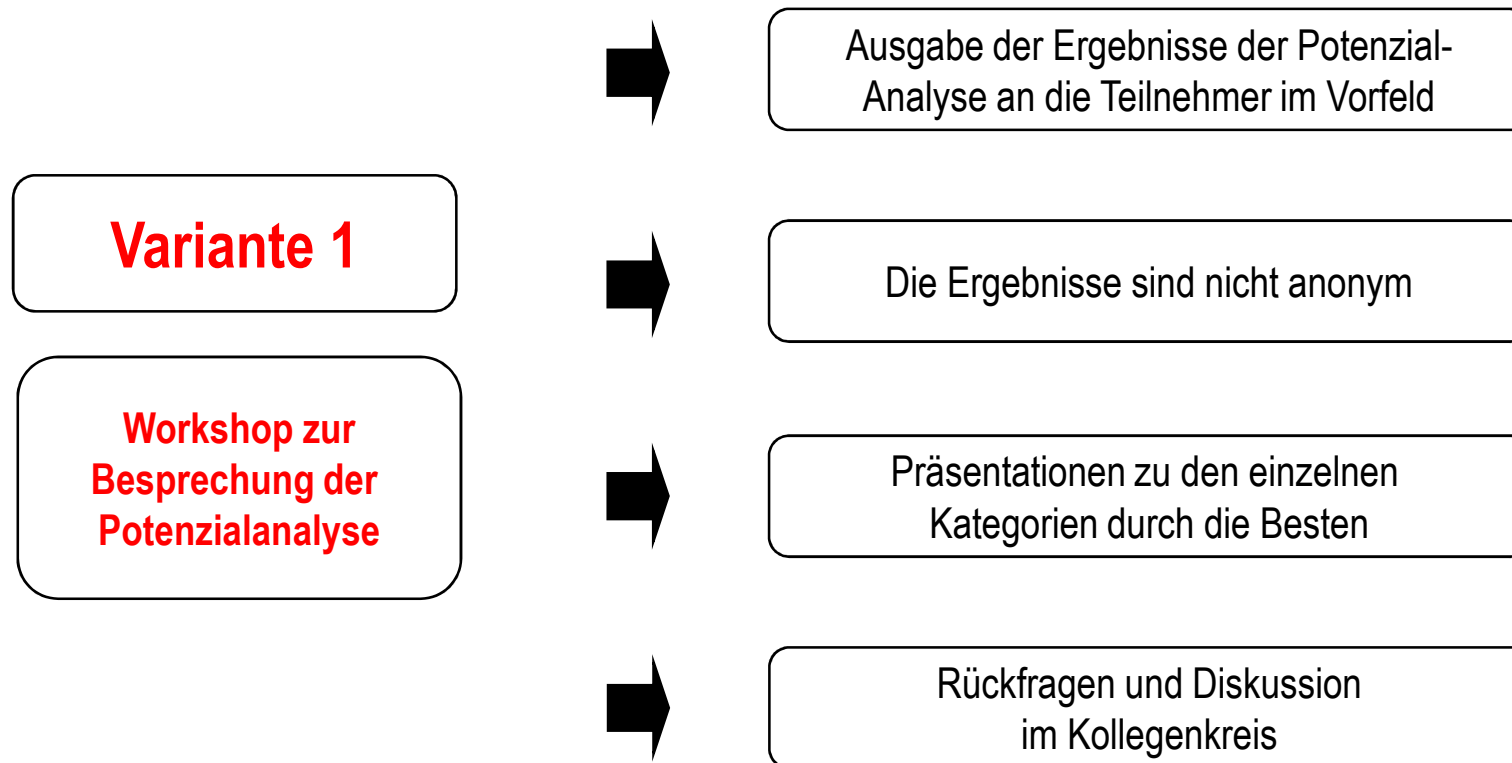 Variante 1
Workshop zur
Besprechung der
Potenzialanalyse
Ausgabe der Ergebnisse der Potenzial-
Analyse an die Teilnehmer im Vorfeld
Die Ergebnisse sind nicht anonym
Präsentationen zu den einzelnen
Kategorien durch die Besten
Rückfragen und Diskussion
im Kollegenkreis